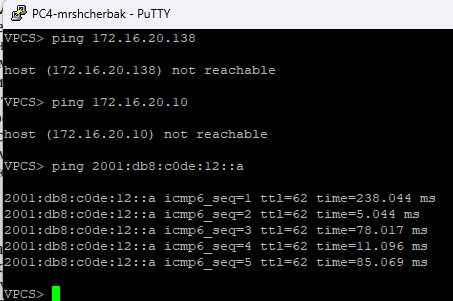 PC4-mrshcherbak - PuTTY
VPCS> ping 172.16.20.138
host (172.16.20.138) not reachable
VPCS> ping 172.16.20.10
host (172.16.20.10) not reachable
VPCS> ping 2001:db8:c0de:12::a
2001:db8:c0de:12::a icmp6_seq=1 ttl=62 time=238.044 ms
2001:db8:c0de:12::a icmp6_seq=2 ttl=62 time=5.044 ms
2001:db8:c0de:12::a icmp6_seq=3 ttl=62 time=78.017 ms
2001:db8:c0de:12::a icmp6_seq=4 ttl=62 time=11.096 ms
2001:db8:c0de:12::a icmp6_seq=5 ttl=62 time=85.069 ms
VPCS>